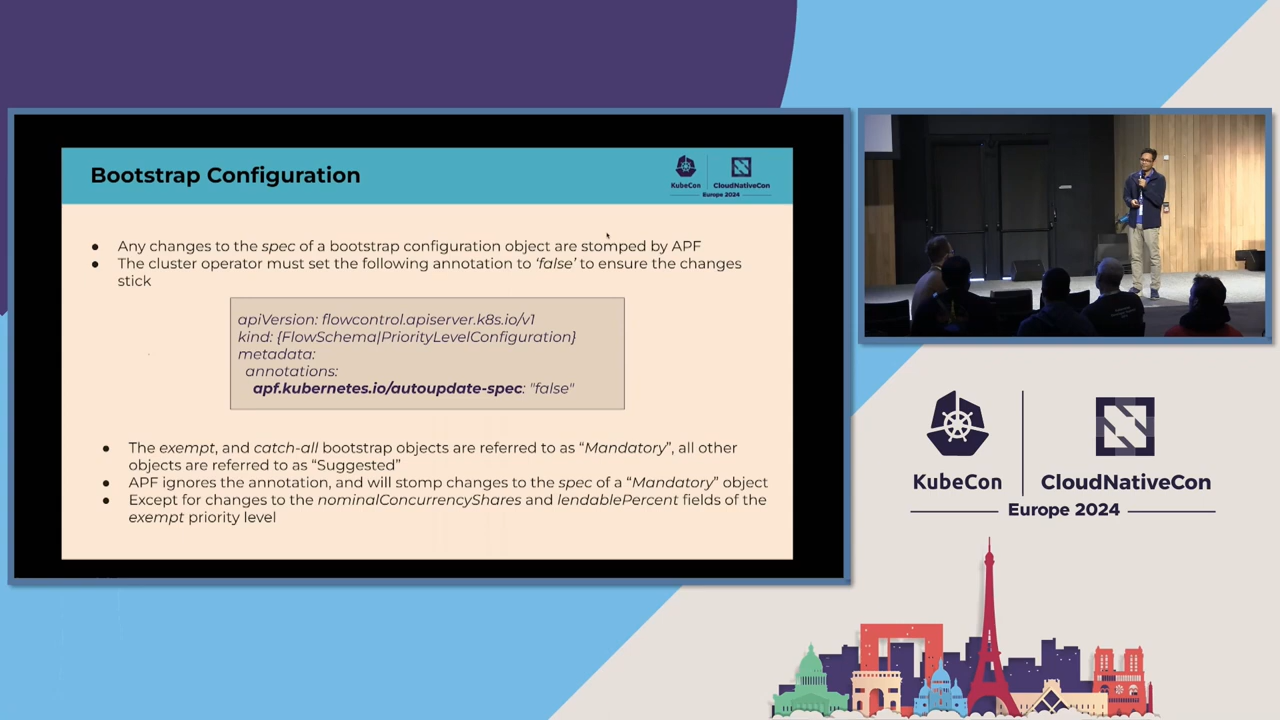 Bootstrap Configuration
KubeCon
CloudNativeCon
Europe 2024
Any changes to the spec of a bootstrap configuration object are stomped by APF
The cluster operator must set the following annotation to ‘false’ to ensure the changes
stick
apiVersion: flowcontrol.apiserver.k8s.io/v1
kind: {FlowSchema|PriorityLevelConfiguration}
metadata:
annotations:
apf.kubernetes.io/autoupdate-spec: "false"
The exempt, and catch-all bootstrap objects are referred to as “Mandatory”, all other
objects are referred to as “Suggested”
APF ignores the annotation, and will stomp changes to the spec of a “Mandatory” object
Except for changes to the nominalConcurrencyShares and lendablePercent fields of the
exempt priority level
KubeCon
CloudNativeCon
Europe 2024